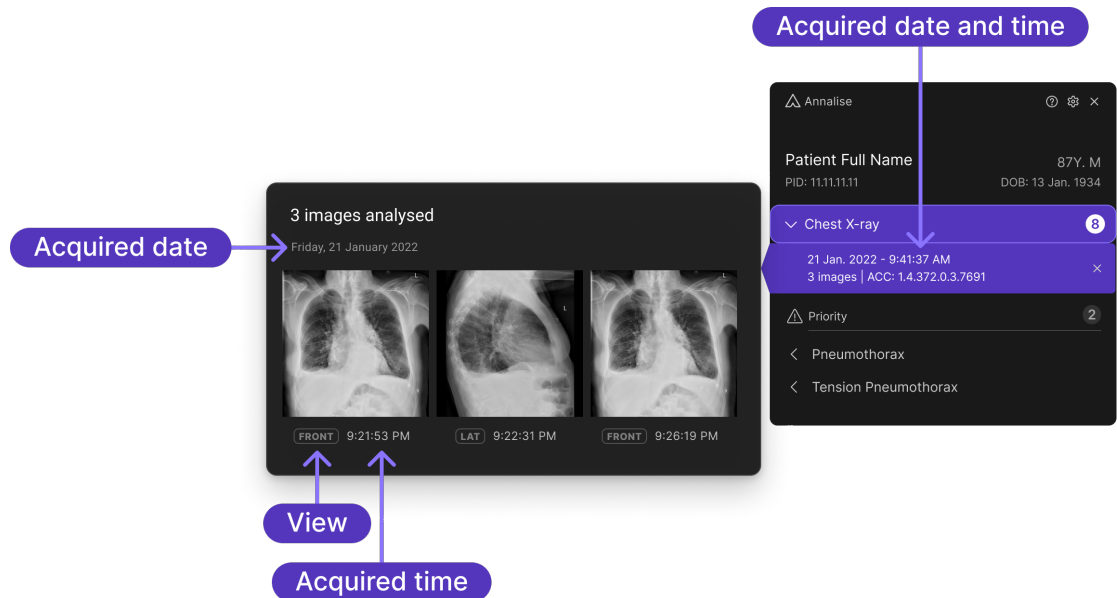 Acquired date and time
Annalise
Patient Full Name
87Y. M
PID: 11.11.11.11
DOB: 13 Jan. 1934
Chest X-ray
8
21 Jan. 2022 - 9:41:37 AM
3 images | ACC: 1.4.372.0.3.7691
Priority
2
Pneumothorax
Tension Pneumothorax
3 images analysed
Acquired date
Friday, 21 January 2022
L
L
L
FRONT 9:21:53 PM
LAT 9:22:31 PM
FRONT 9:26:19 PM
View
Acquired time